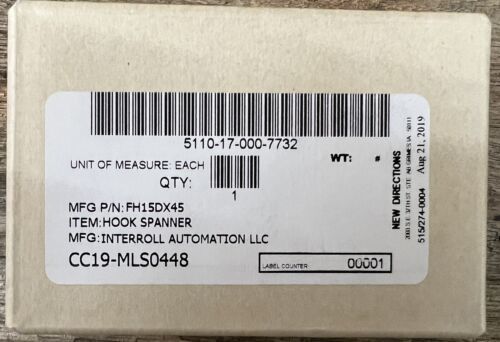 5110-17-000-7732
UNIT OF MEASURE: EACH
WT: #
QTY:
1
MFG P/N: FH15DX45
ITEM: HOOK SPANNER
MFG: INTERROLL AUTOMATION LLC
CC19-MLS0448
LABEL COUNTER:
00001
NEW DIRECTIONS
515/274-0004 Aug 21, 2019